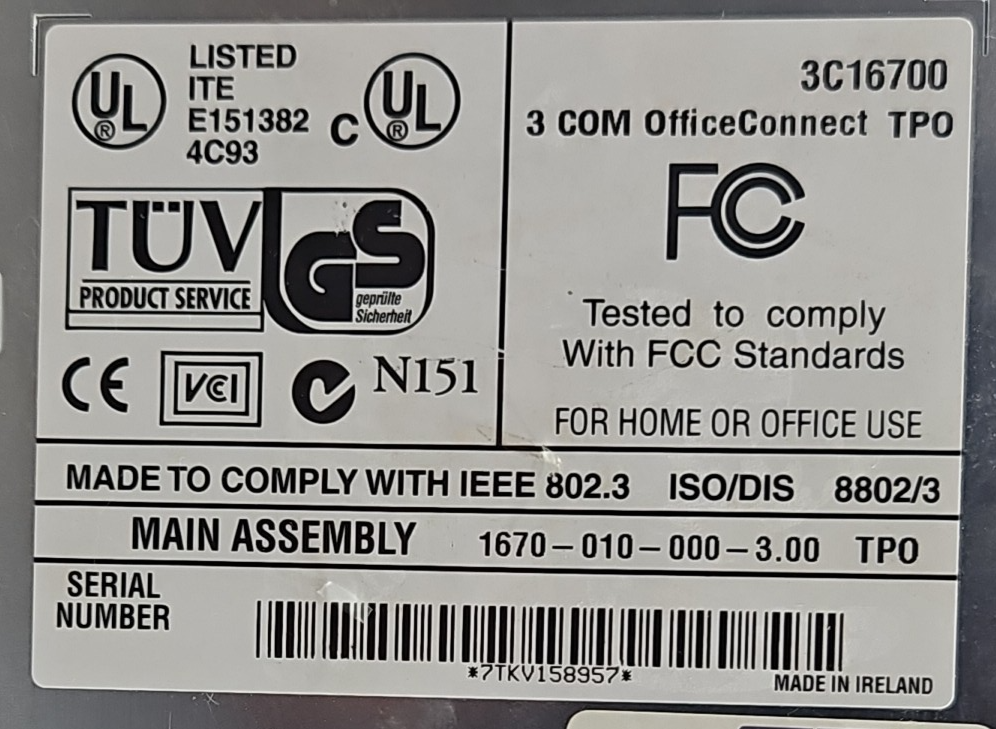 UL
LISTED
ITE
E151382
4C93
C UL
3C16700
3 COM OfficeConnect TPO
TÜV
PRODUCT SERVICE
GS
geprüfte
Sicherheit
FC
Tested to comply
With FCC Standards
FOR HOME OR OFFICE USE
CE VCI N151
MADE TO COMPLY WITH IEEE 802.3 ISO/DIS 8802/3
MAIN ASSEMBLY 1670-010-000-3.00 TPO
SERIAL
NUMBER
*7TKV158957*
MADE IN IRELAND